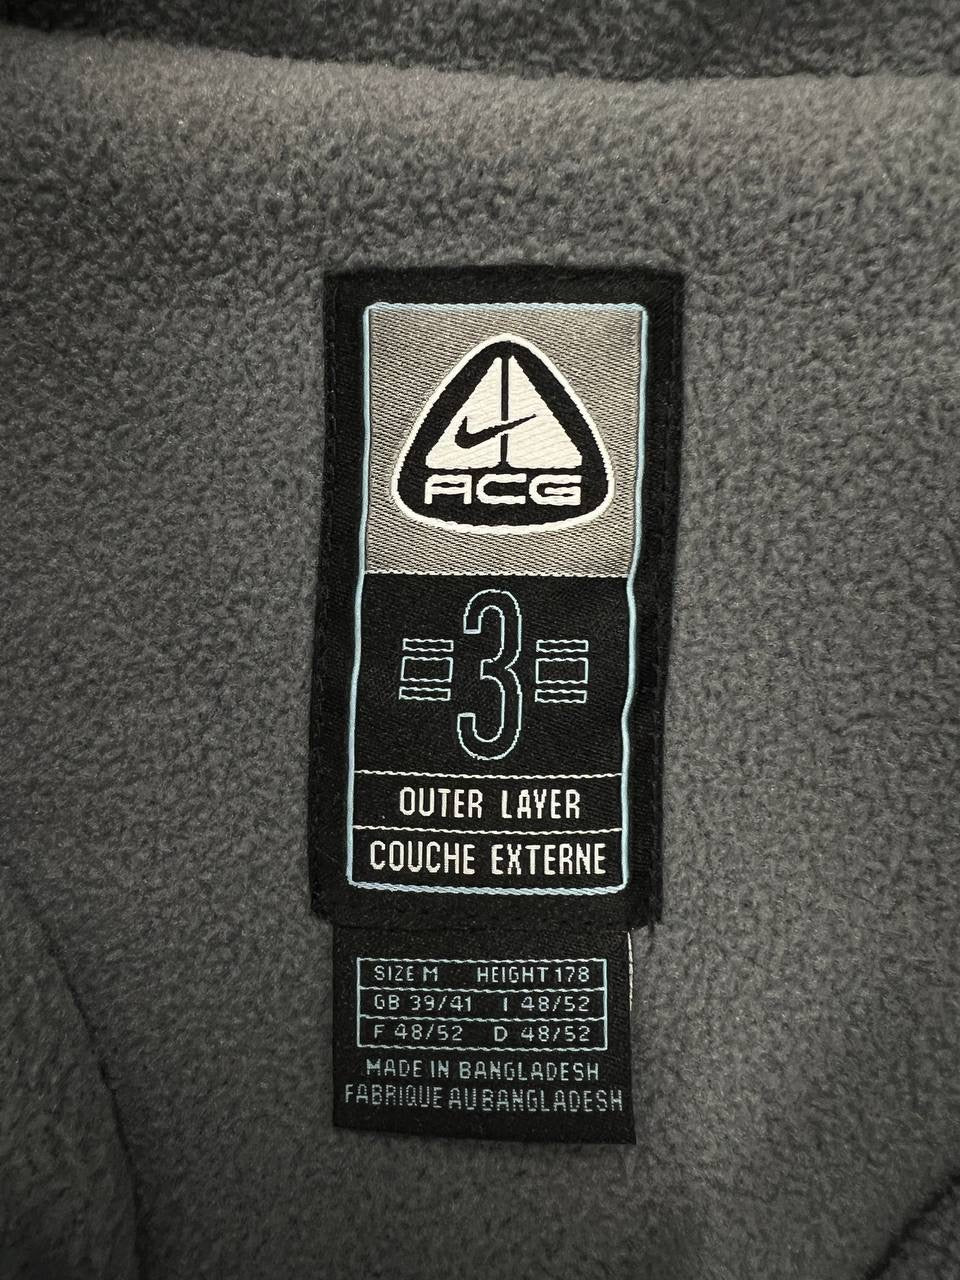 ACG
3
OUTER LAYER
COUCHE EXTERNE
SIZE M HEIGHT 178
GB 39/41 I 48/52
F 48/52 D 48/52
MADE IN BANGLADESH
FABRIQUE AU BANGLADESH